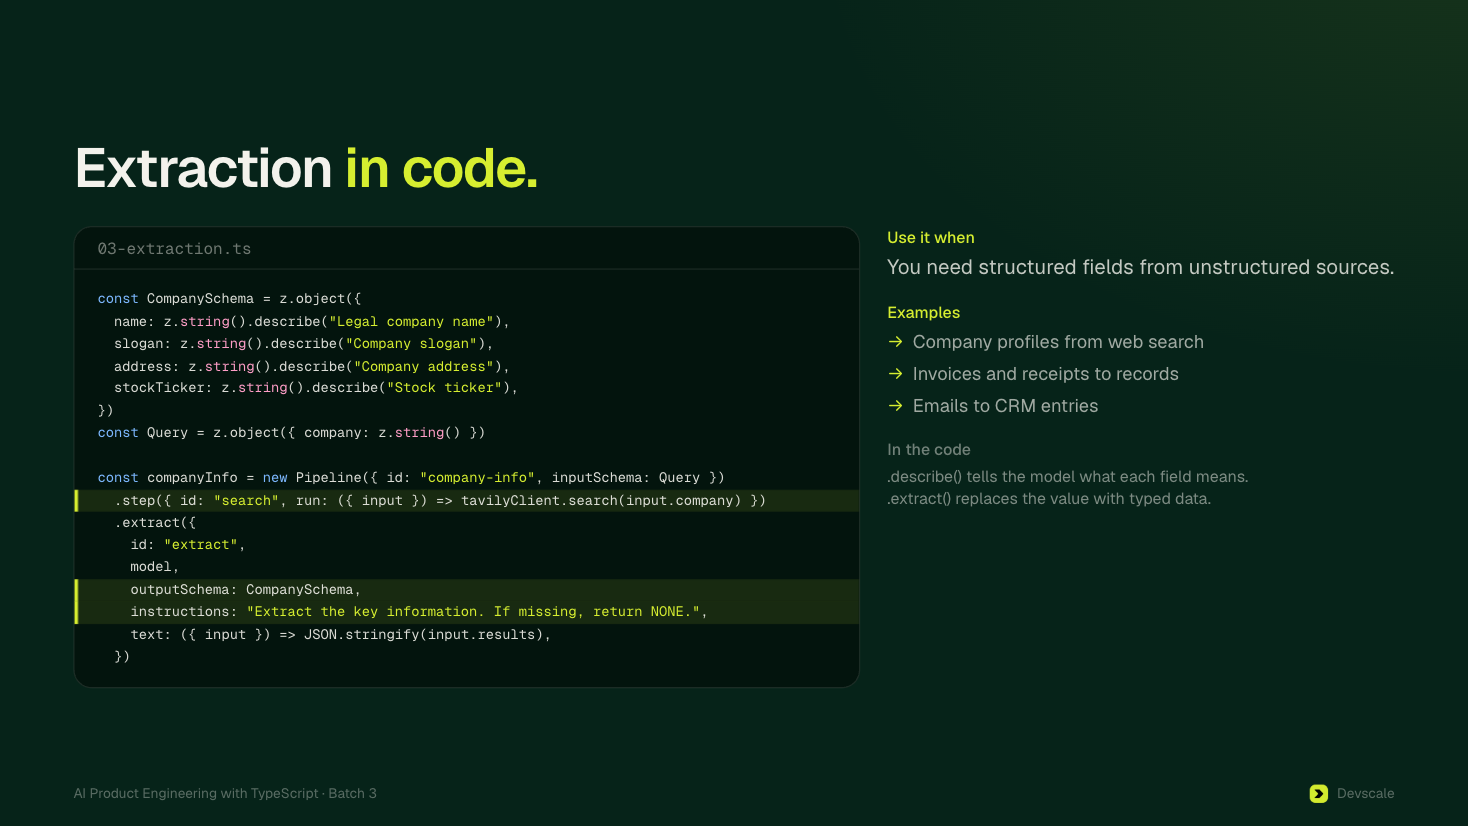 Extraction in code.
03-extraction.ts
const CompanySchema = z.object({
  name: z.string().describe("Legal company name"),
  slogan: z.string().describe("Company slogan"),
  address: z.string().describe("Company address"),
  stockTicker: z.string().describe("Stock ticker"),
})
const Query = z.object({ company: z.string() })

const companyInfo = new Pipeline({ id: "company-info", inputSchema: Query })
  .step({ id: "search", run: ({ input }) => tavilyClient.search(input.company) })
  .extract({
    id: "extract",
    model,
    outputSchema: CompanySchema,
    instructions: "Extract the key information. If missing, return NONE.",
    text: ({ input }) => JSON.stringify(input.results),
  })
Use it when
You need structured fields from unstructured sources.
Examples
→ Company profiles from web search
→ Invoices and receipts to records
→ Emails to CRM entries
In the code
.describe() tells the model what each field means.
.extract() replaces the value with typed data.
AI Product Engineering with TypeScript · Batch 3
Devscale